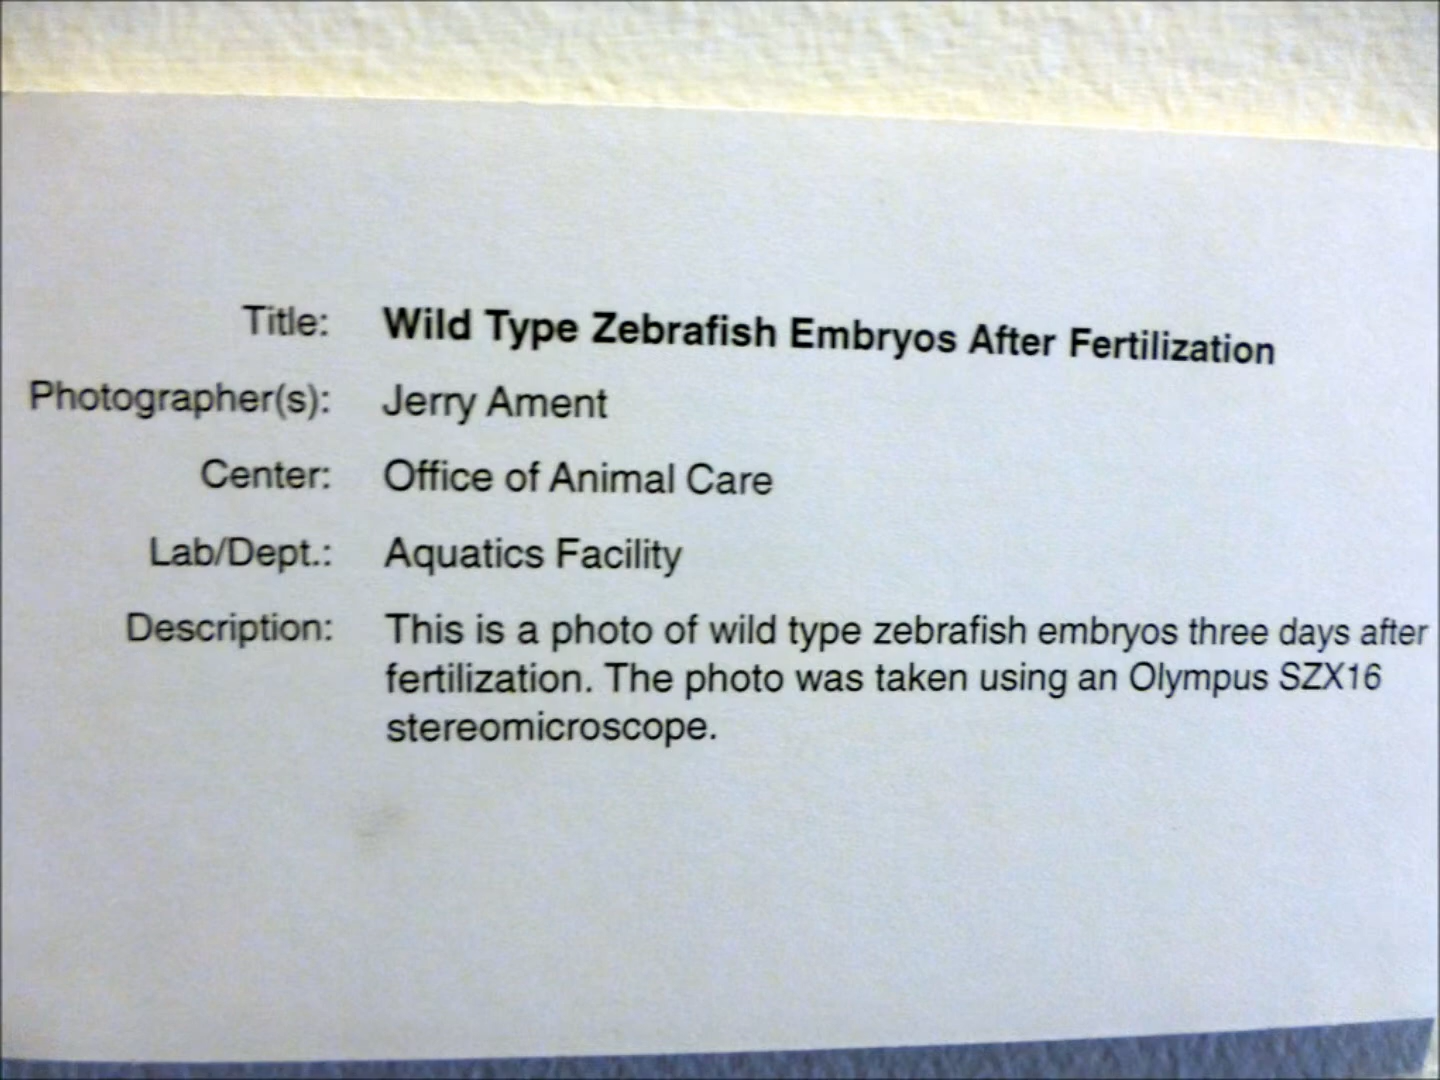 Title: Wild Type Zebrafish Embryos After Fertilization
Photographer(s): Jerry Ament
Center: Office of Animal Care
Lab/Dept.: Aquatics Facility
Description: This is a photo of wild type zebrafish embryos three days after
fertilization. The photo was taken using an Olympus SZX16
stereomicroscope.